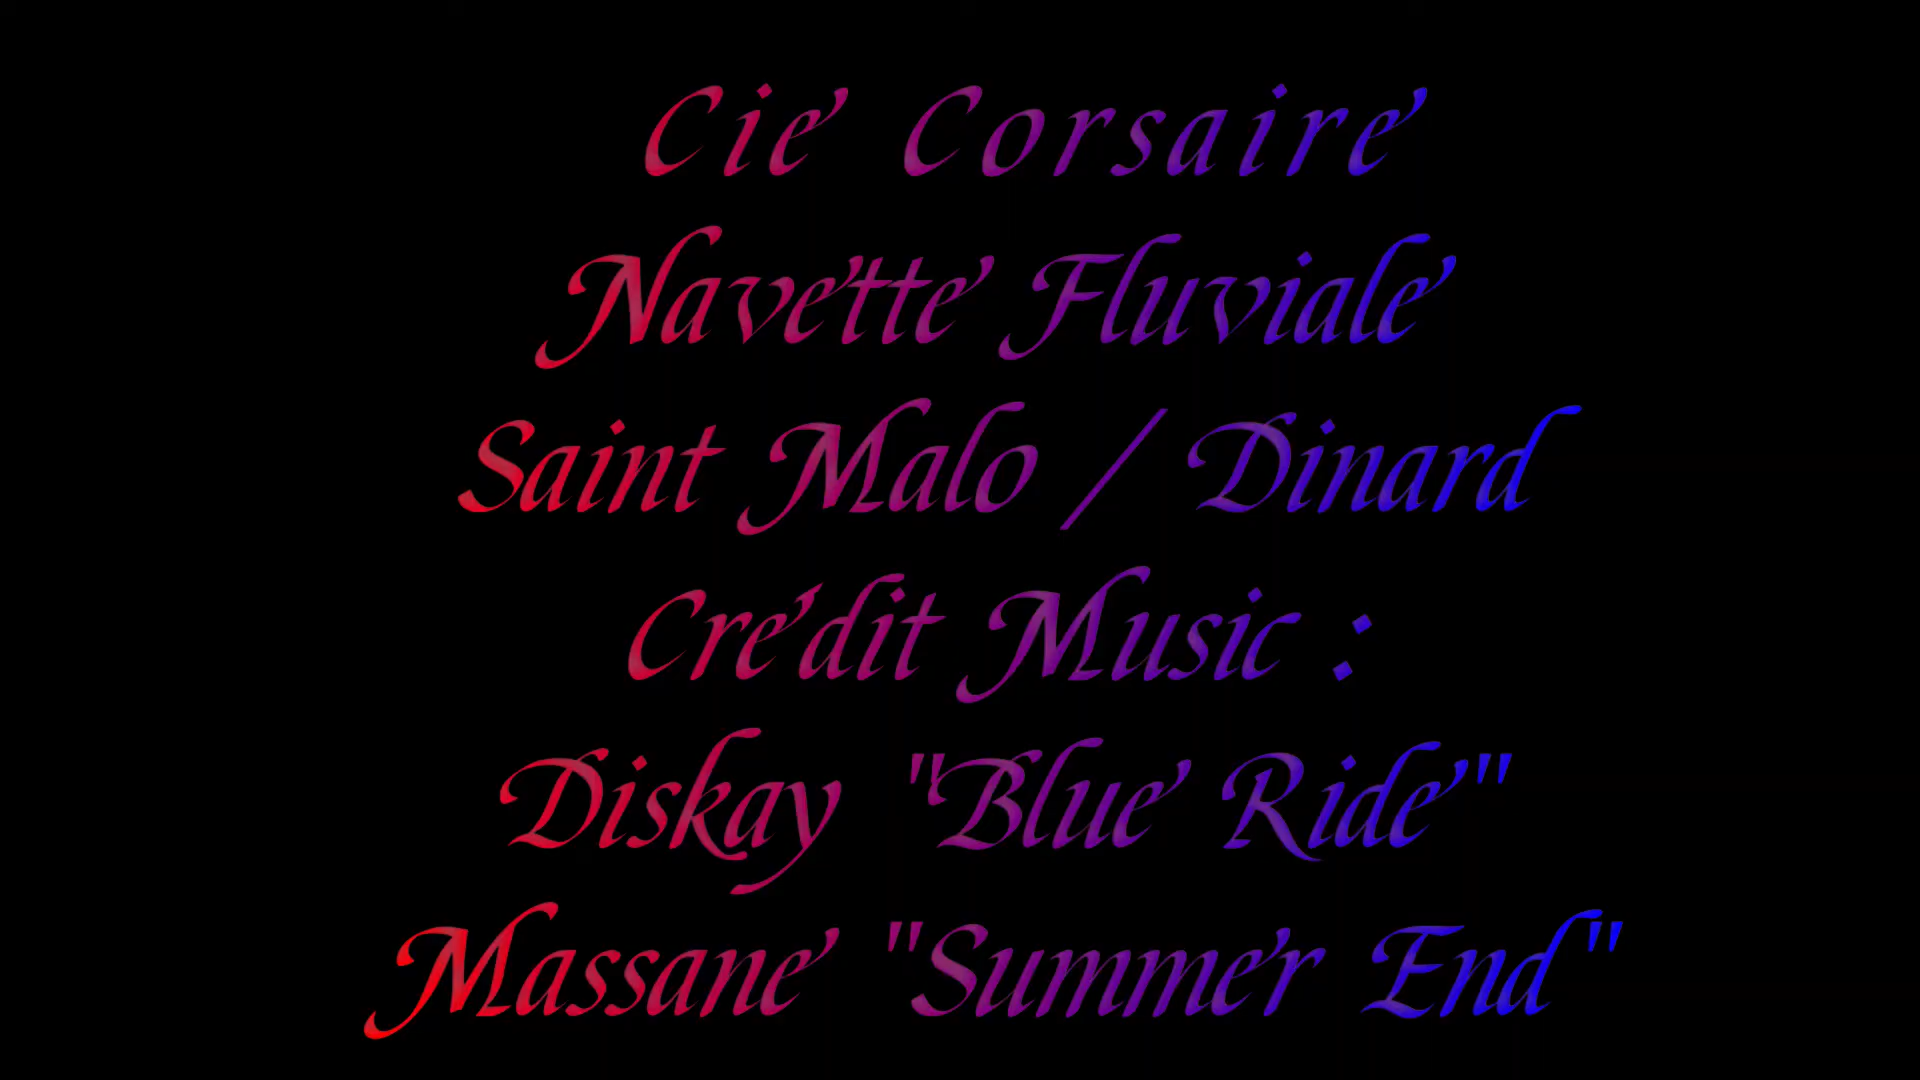 Cie Corsaire
Navette Fluviale
Saint Malo / Dinard
Crédit Music :
Diskay "Blue Ride"
Massane "Summer End"